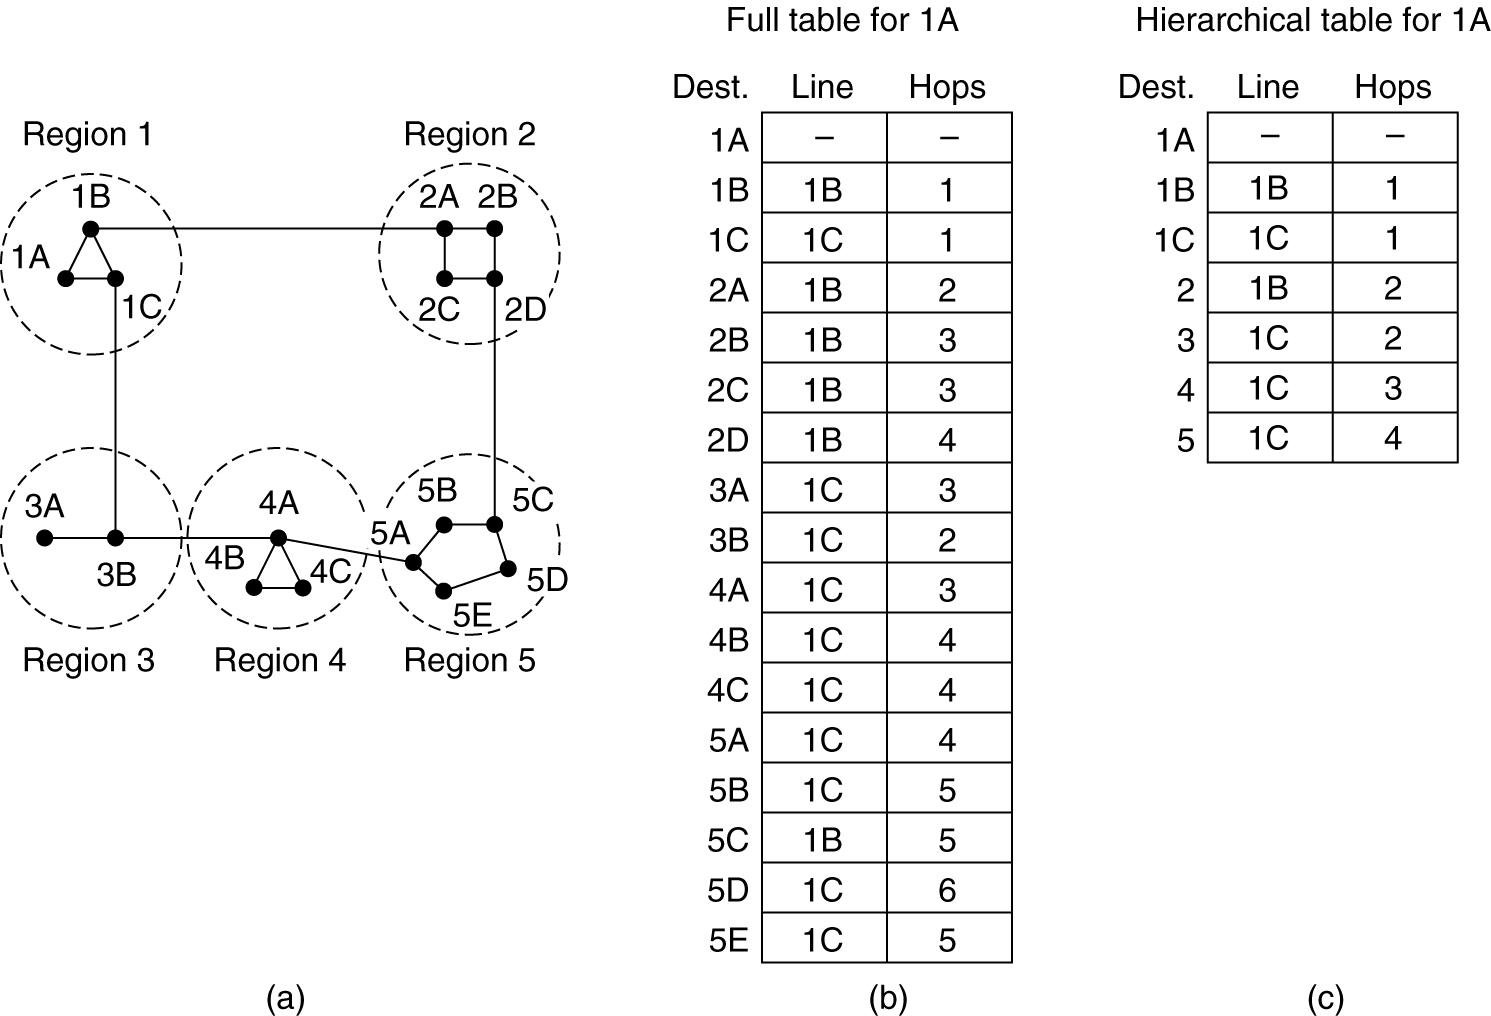 Full table for 1A
Hierarchical table for 1A
Region 1
Region 2
1B
1A
1C
2A 2B
2C 2D
3A
3B
4A
4B
4C
5B
5C
5A
5D
5E
Region 3
Region 4
Region 5
(a)
Dest. Line Hops
1A – –
1B 1B 1
1C 1C 1
2A 1B 2
2B 1B 3
2C 1B 3
2D 1B 4
3A 1C 3
3B 1C 2
4A 1C 3
4B 1C 4
4C 1C 4
5A 1C 4
5B 1C 5
5C 1B 5
5D 1C 6
5E 1C 5
(b)
Dest. Line Hops
1A – –
1B 1B 1
1C 1C 1
2 1B 2
3 1C 2
4 1C 3
5 1C 4
(c)